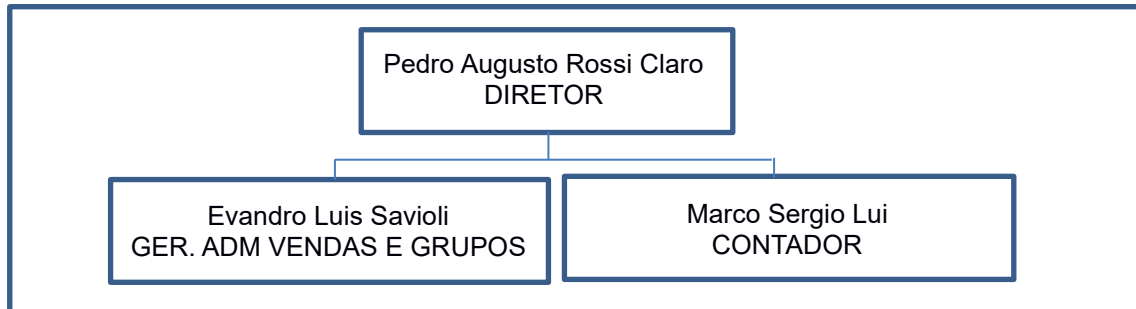 Pedro Augusto Rossi Claro
DIRETOR
Evandro Luis Savioli
GER. ADM VENDAS E GRUPOS
Marco Sergio Lui
CONTADOR